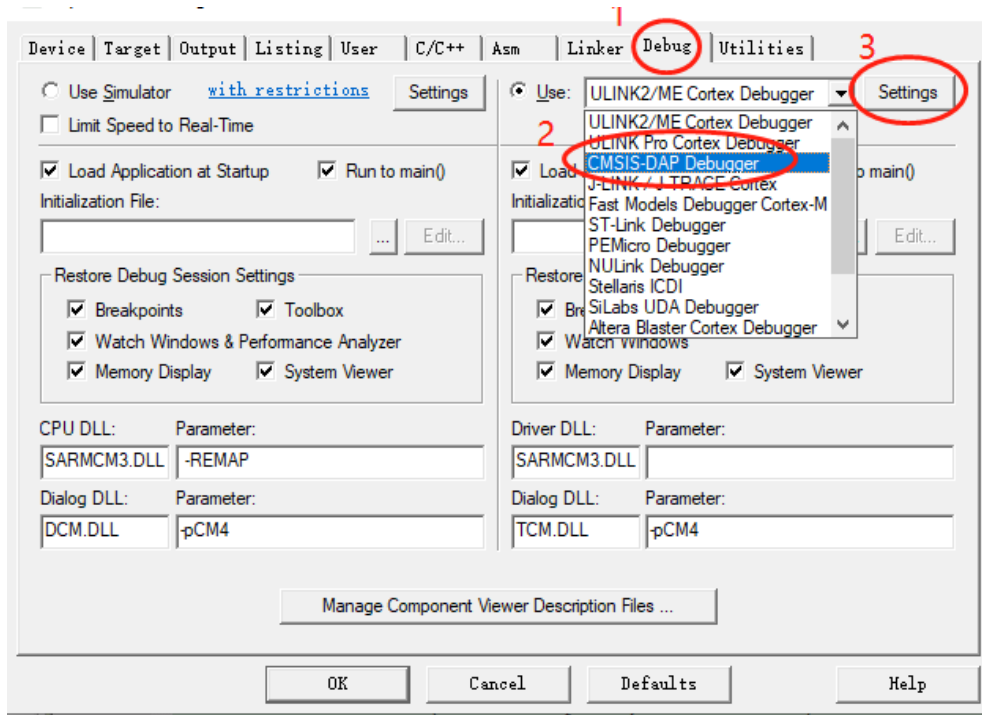 1
Device Target Output Listing User C/C++ Asm Linker Debug Utilities
3
Use Simulator with restrictions Settings
Limit Speed to Real-Time
Load Application at Startup Run to main()
Initialization File:
... Edit...
Restore Debug Session Settings
Breakpoints Toolbox
Watch Windows & Performance Analyzer
Memory Display System Viewer
CPU DLL: Parameter:
SARMCM3.DLL -REMAP
Dialog DLL: Parameter:
DCM.DLL -pCM4
Use: ULINK2/ME Cortex Debugger Settings
ULINK2/ME Cortex Debugger
ULINK Pro Cortex Debugger
2
CMSIS-DAP Debugger
J-LINK / J-TRACE Cortex
Fast Models Debugger Cortex-M
ST-Link Debugger
PEMicro Debugger
NULink Debugger
Stellaris ICDI
SiLabs UDA Debugger
Altera Blaster Cortex Debugger
Load main()
Edit...
Restore
Watch Windows
Memory Display System Viewer
Driver DLL: Parameter:
SARMCM3.DLL
Dialog DLL: Parameter:
TCM.DLL -pCM4
Manage Component Viewer Description Files ...
OK Cancel Defaults Help